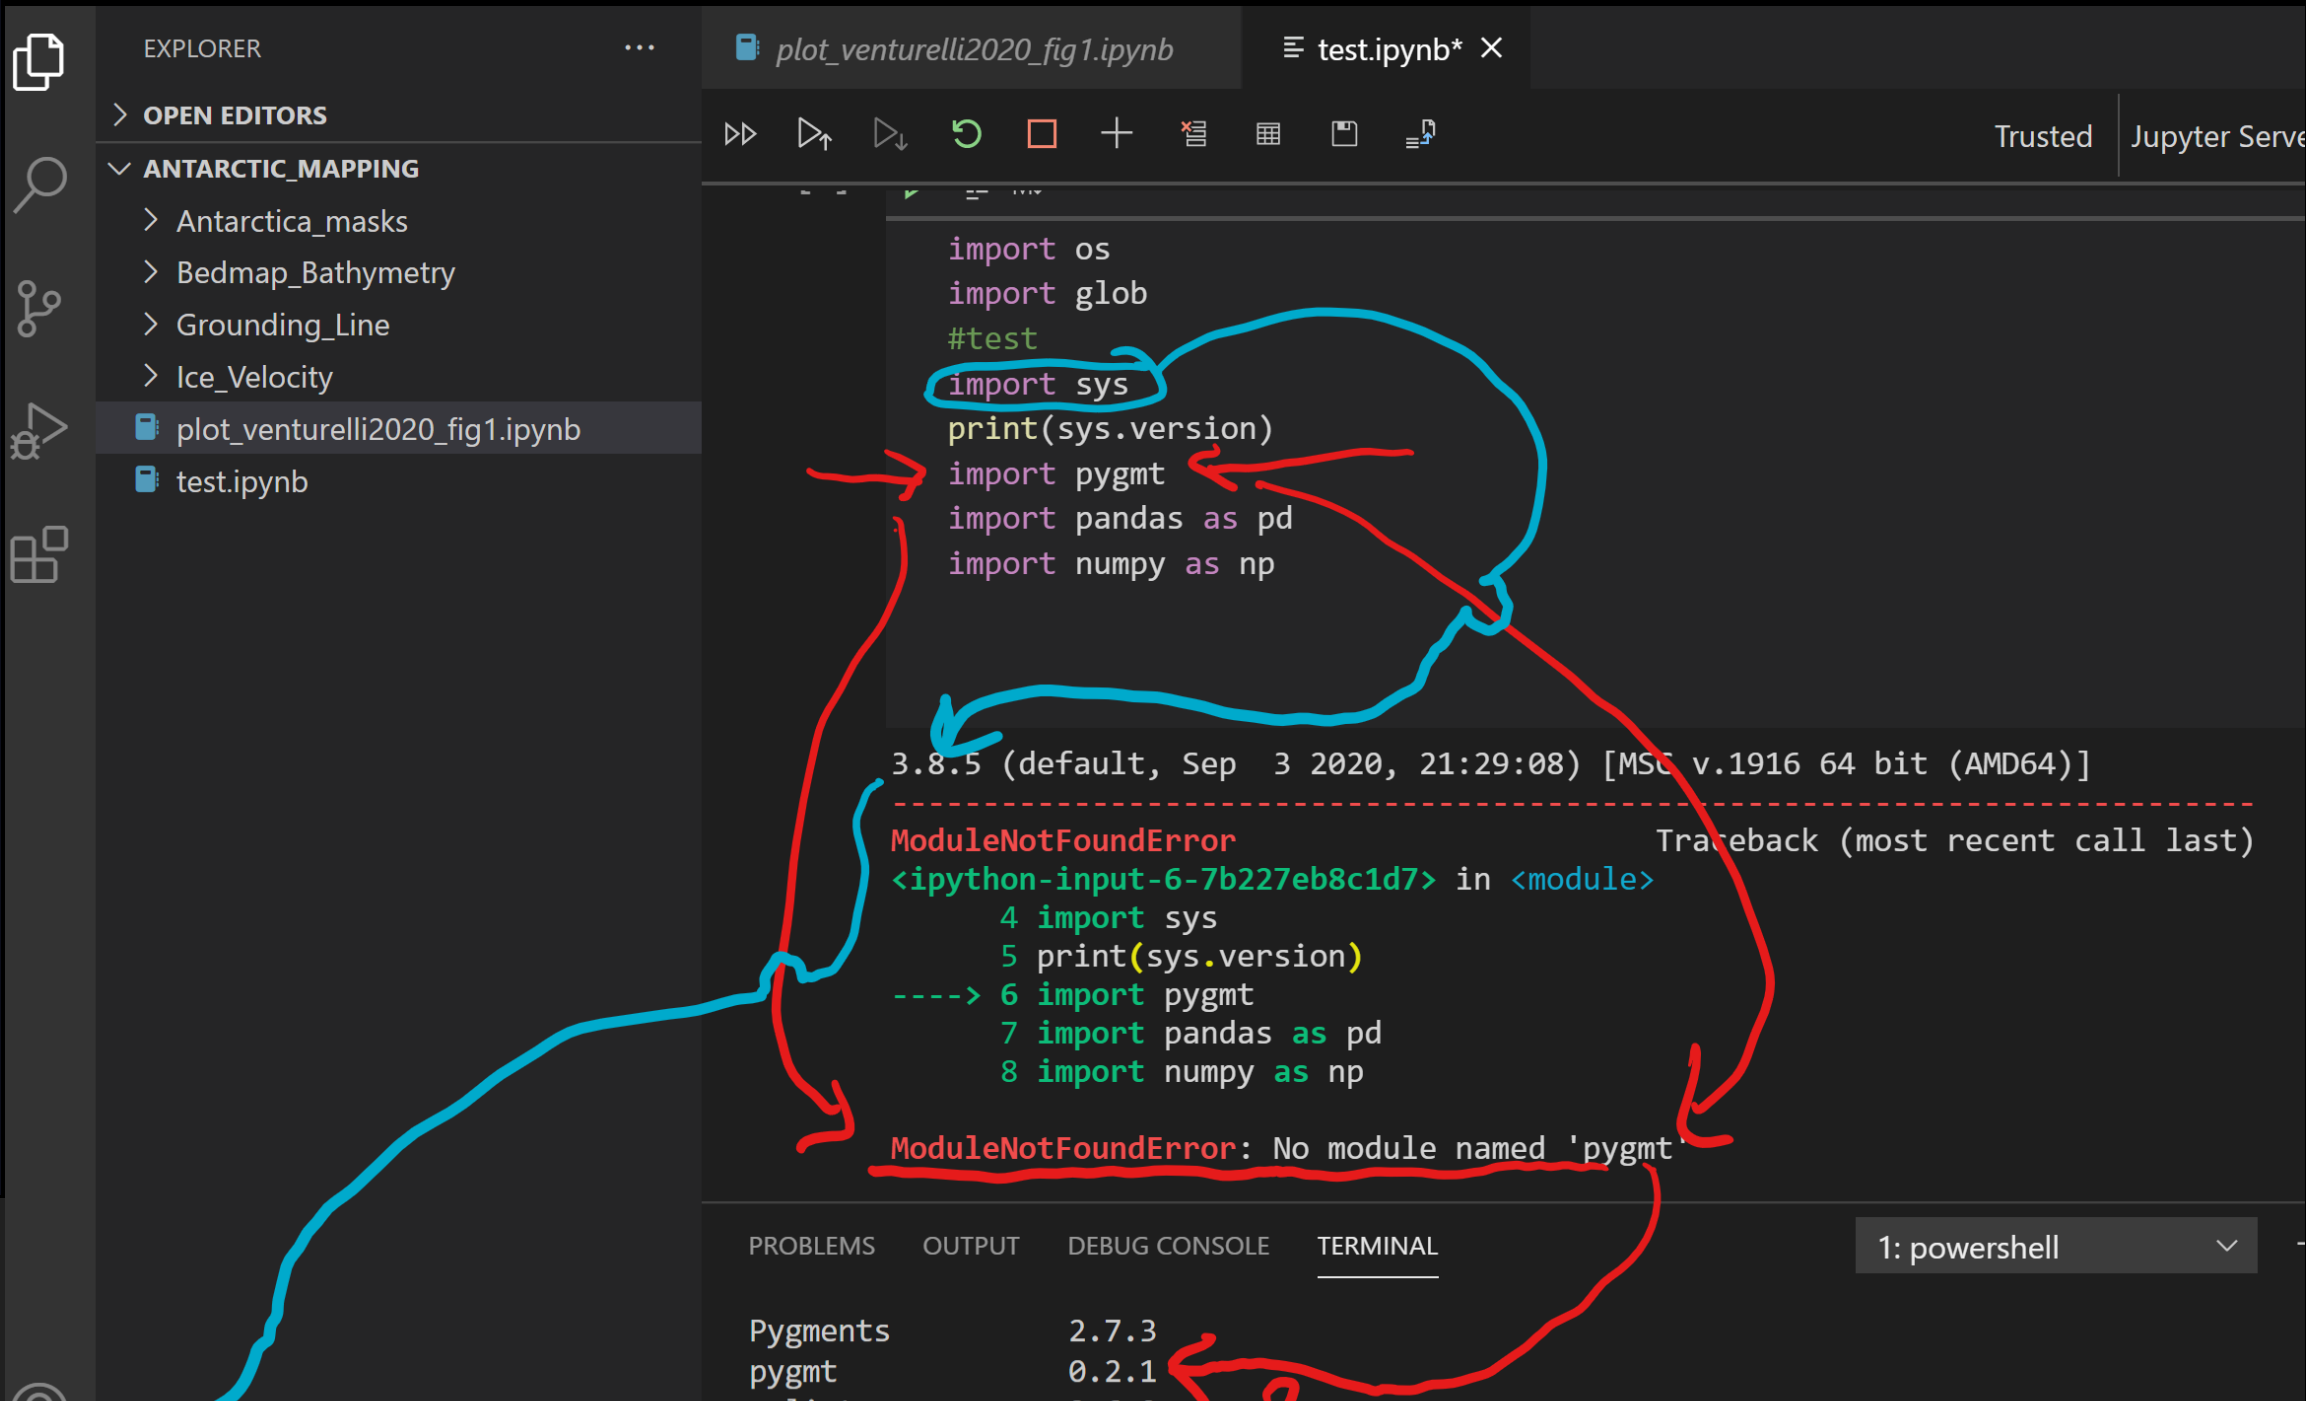 EXPLORER
OPEN EDITORS
ANTARCTIC_MAPPING
Antarctica_masks
Bedmap_Bathymetry
Grounding_Line
Ice_Velocity
plot_venturelli2020_fig1.ipynb
test.ipynb
plot_venturelli2020_fig1.ipynb
test.ipynb*
Trusted
Jupyter Serve
import os
import glob
#test
import sys
print(sys.version)
import pygmt
import pandas as pd
import numpy as np
3.8.5 (default, Sep  3 2020, 21:29:08) [MSC v.1916 64 bit (AMD64)]
---------------------------------------------------------------------------
ModuleNotFoundError                       Traceback (most recent call last)
<ipython-input-6-7b227eb8c1d7> in <module>
      4 import sys
      5 print(sys.version)
----> 6 import pygmt
      7 import pandas as pd
      8 import numpy as np
ModuleNotFoundError: No module named 'pygmt'
PROBLEMS OUTPUT DEBUG CONSOLE TERMINAL
1: powershell
Pygments 2.7.3
pygmt 0.2.1